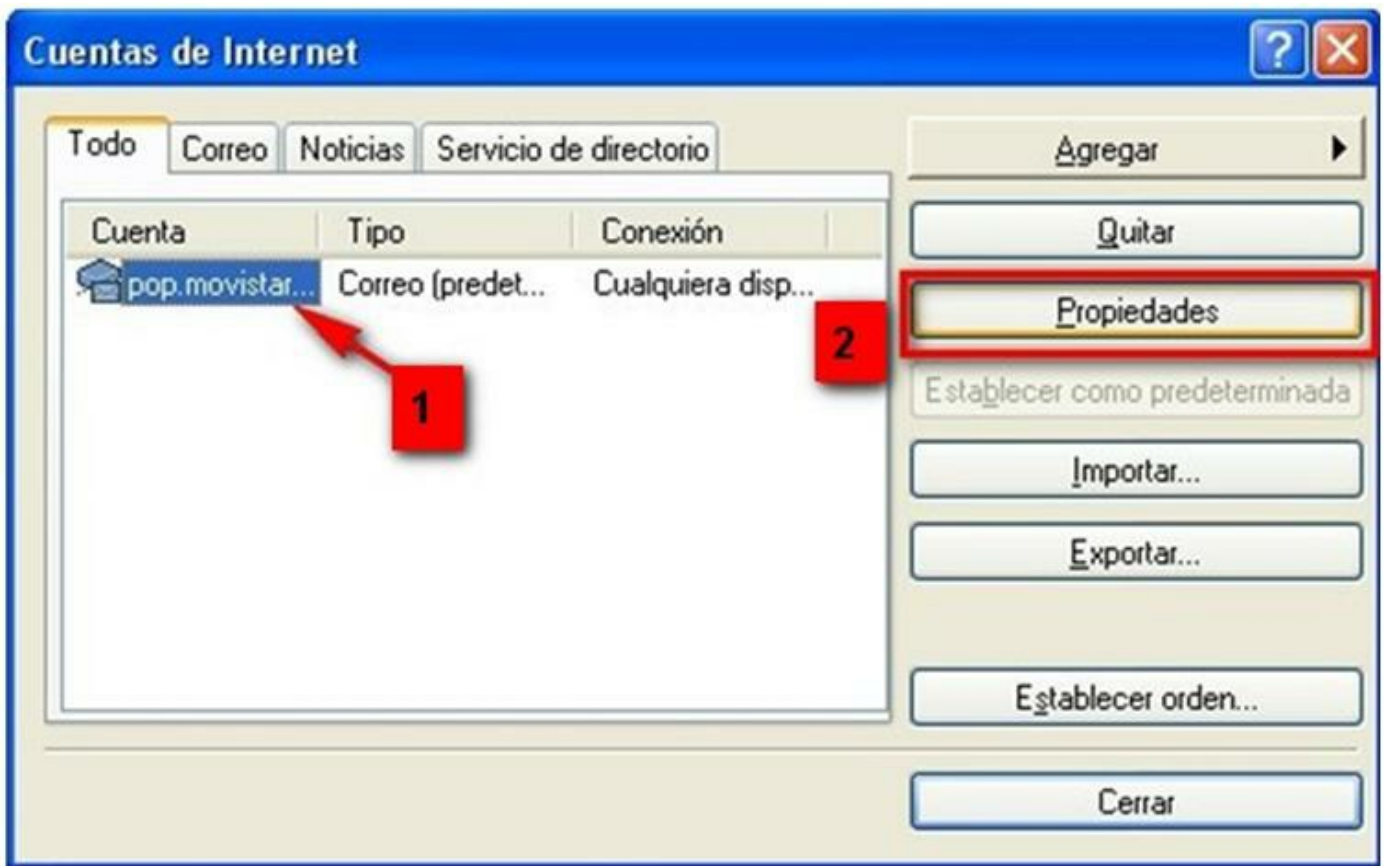 Cuentas de Internet
?
Todo Correo Noticias Servicio de directorio
Cuenta Tipo Conexión
pop.movistar... Correo (predet... Cualquiera disp...
1
2
Agregar
Quitar
Propiedades
Establecer como predeterminada
Importar...
Exportar...
Establecer orden...
Cerrar